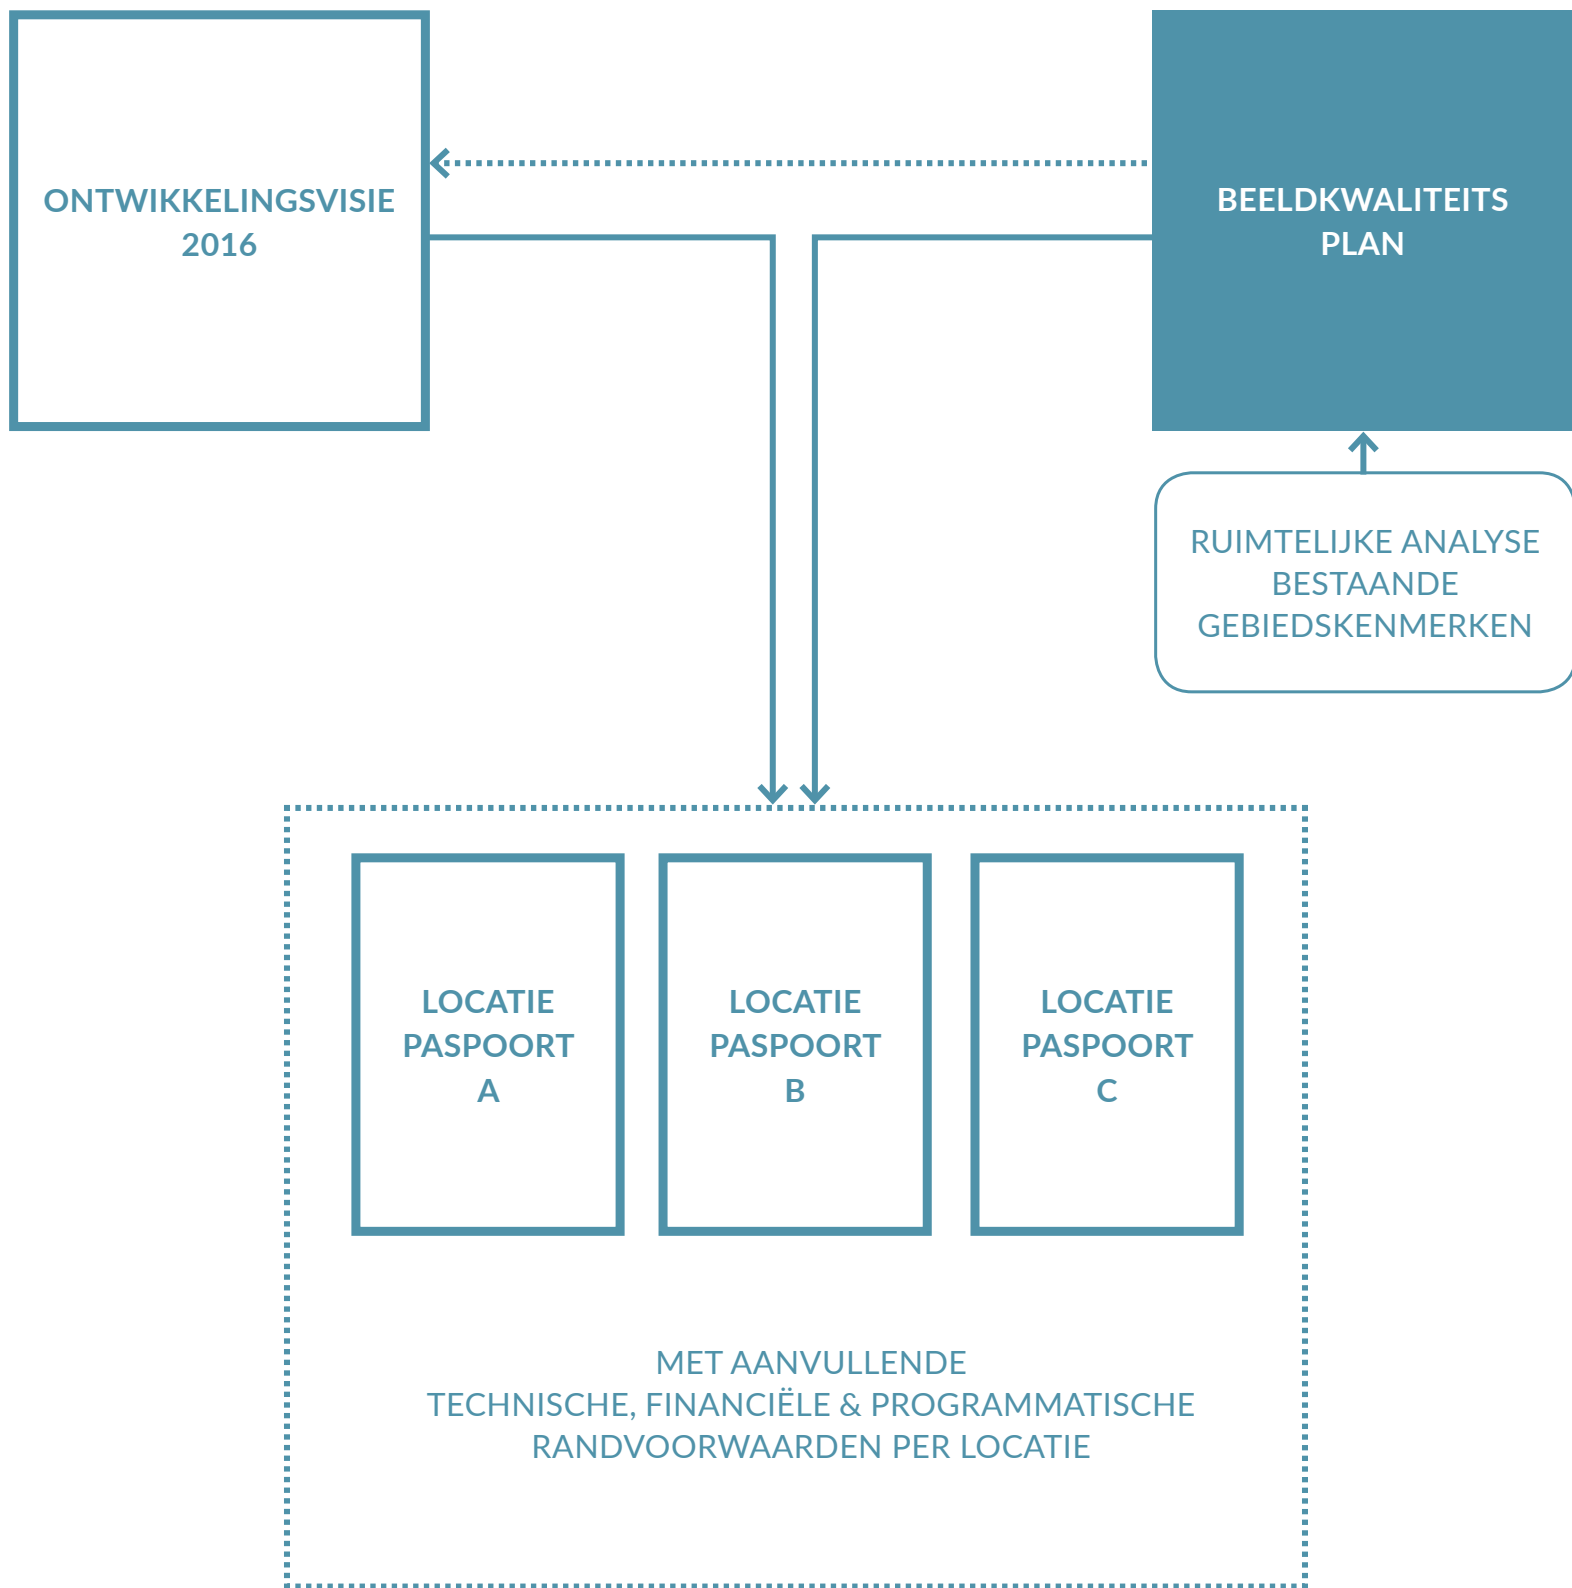 ONTWIKKELINGSVISIE
2016
BEELDKWALITEITS
PLAN
RUIMTELIJKE ANALYSE
BESTAANDE
GEBIEDSKENMERKEN
LOCATIE
PASPOORT
A
LOCATIE
PASPOORT
B
LOCATIE
PASPOORT
C
MET AANVULLENDE
TECHNISCHE, FINANCIËLE & PROGRAMMATISCHE
RANDVOORWAARDEN PER LOCATIE